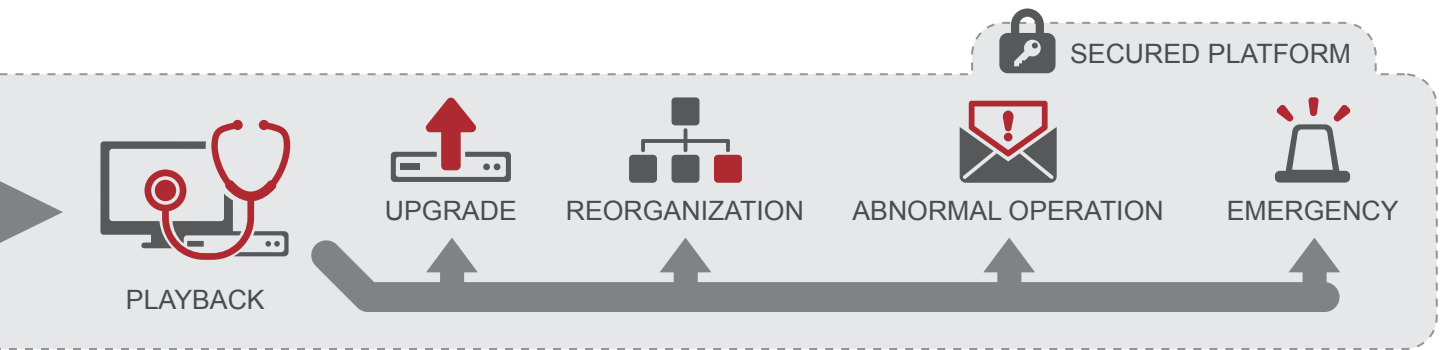 SECURED PLATFORM
UPGRADE
REORGANIZATION
ABNORMAL OPERATION
EMERGENCY
PLAYBACK